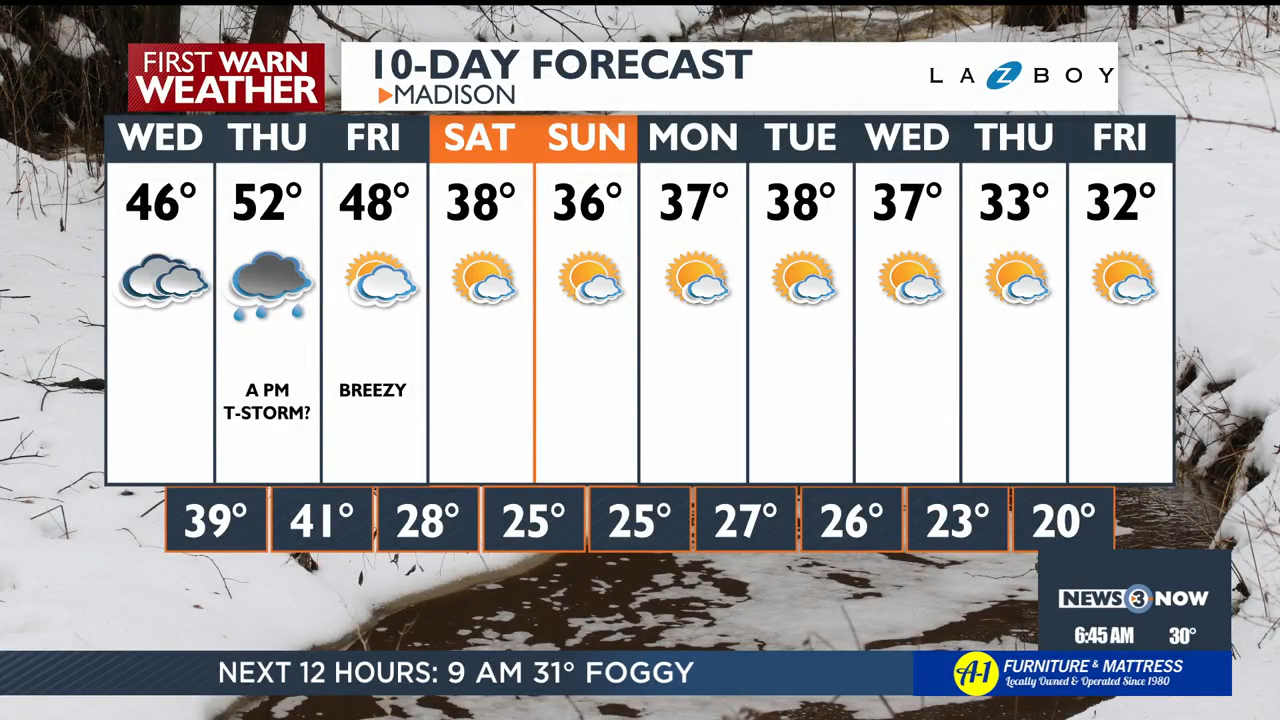 FIRST WARN
WEATHER
10-DAY FORECAST
MADISON
LAZBOY
WED THU FRI SAT SUN MON TUE WED THU FRI
46° 52° 48° 38° 36° 37° 38° 37° 33° 32°
A PM
T-STORM?
BREEZY
39° 41° 28° 25° 25° 27° 26° 23° 20°
NEWS 3 NOW
6:45 AM 30°
NEXT 12 HOURS: 9 AM 31° FOGGY
A-1 FURNITURE & MATTRESS
Locally Owned & Operated Since 1980